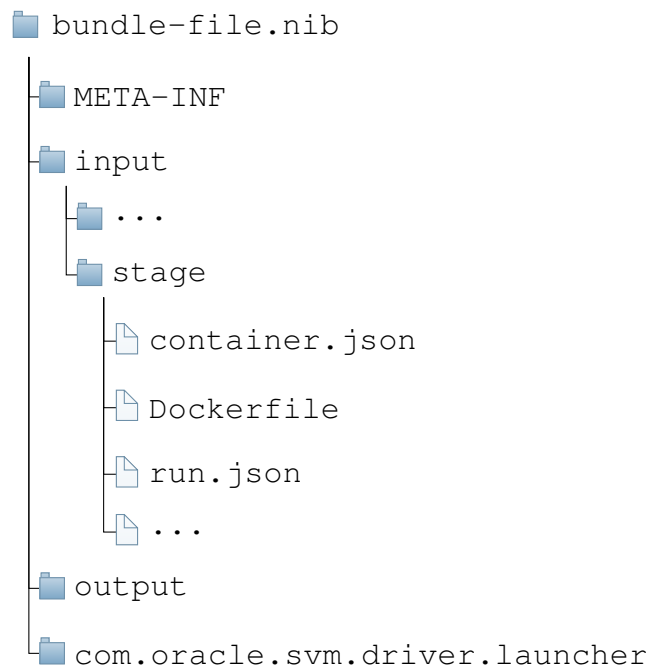 bundle-file.nib
META-INF
input
...
stage
container.json
Dockerfile
run.json
...
output
com.oracle.svm.driver.launcher